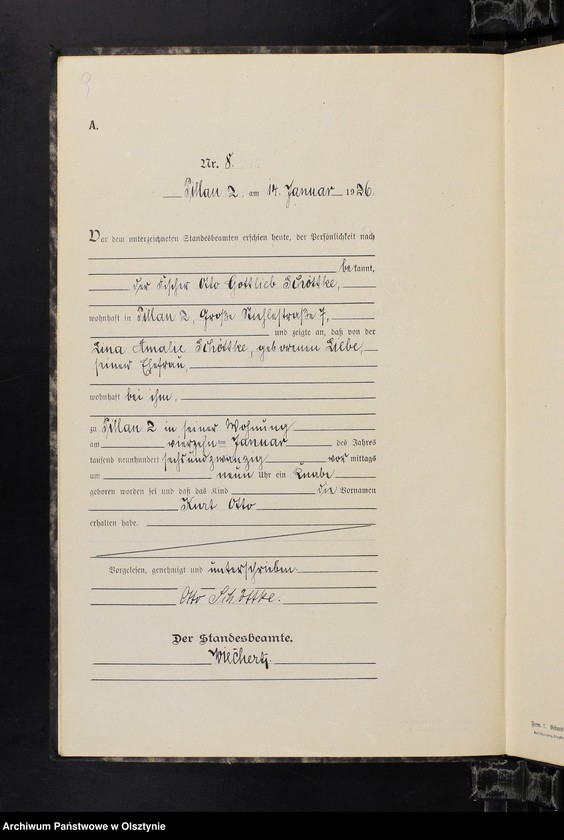 A.
Nr. 8.
Pillau 2, am 14. Januar 1926.
Vor dem unterzeichneten Standesbeamten erschien heute, der Persönlichkeit nach
bekannt,
der Fischer Otto Gottlieb Schöttke,
wohnhaft in Pillau 2, Große Stiehlestraße 7,
und zeigte an, daß von der
Lina Amalie Schöttke, geborenen Liebe,
seiner Ehefrau,
wohnhaft bei ihm,
zu Pillau 2 in seiner Wohnung
am vierzehnten Januar des Jahres
tausend neunhundert sechsundzwanzig vor mittags
um neun Uhr ein Knabe
geboren worden sei und daß das Kind die Vornamen
Kurt Otto
erhalten habe.
Vorgelesen, genehmigt und unterschrieben.
Otto Schöttke.
Der Standesbeamte.
Wiechert.
Archiwum Państwowe w Olsztynie